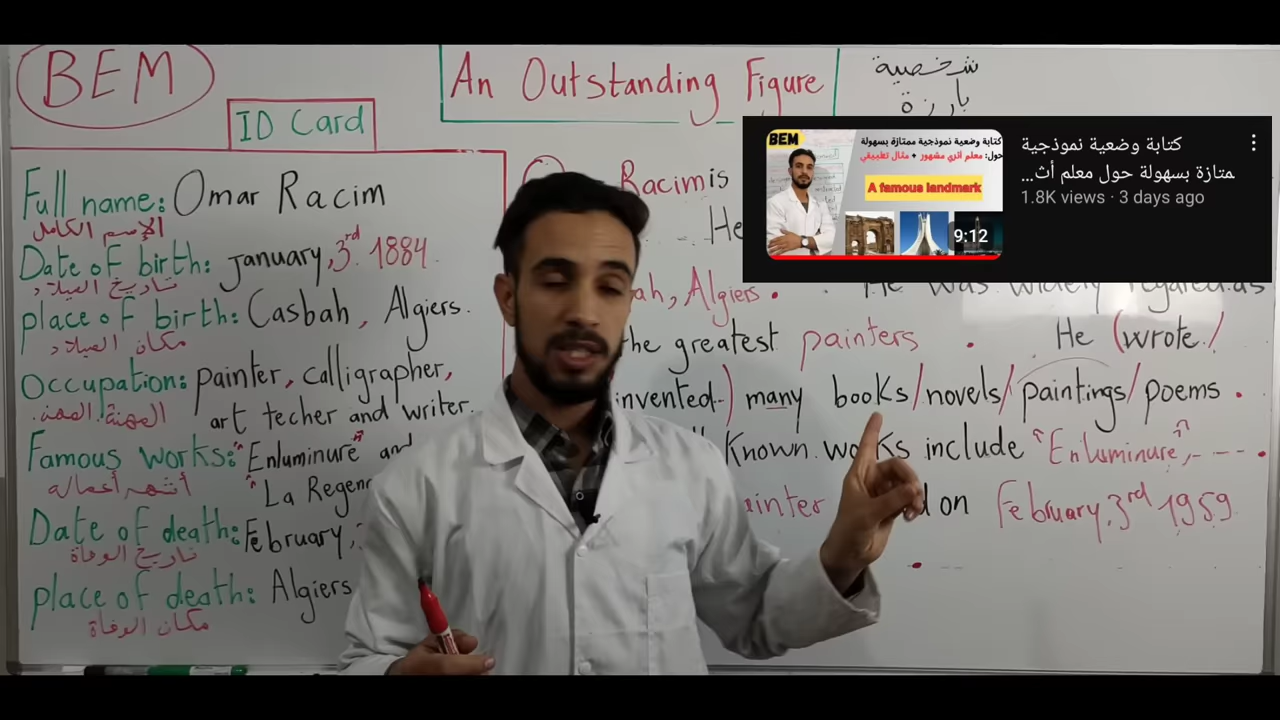 BEM
An Outstanding Figure
شخصية
بارزة
ID Card
Full name: Omar Racim
الإسم الكامل
Date of birth: january, 3rd 1884.
تاريخ الميلاد
place of birth: Casbah, Algiers.
مكان الميلاد
Occupation: painter, calligrapher,
المهنة. المهن.
art techer and writer.
Famous works: "Enluminure" and
أشهر أعماله
"La
Date of death: February,
تاريخ الوفاة
place of death: Algiers
مكان الوفاة
Racim is
He
Algiers. He was widely regarded as
the greatest painters. He (wrote/
invented..) many books/novels/paintings/poems.
Known works include "Enluminure", ----.
on February, 3rd 1959
BEM
كتابة وضعية نموذجية ممتازة بسهولة
حول: معلم أثري مشهور + مثال تطبيقي
A famous landmark
9:12
كتابة وضعية نموذجية
متازة بسهولة حول معلم أث...
1.8K views · 3 days ago